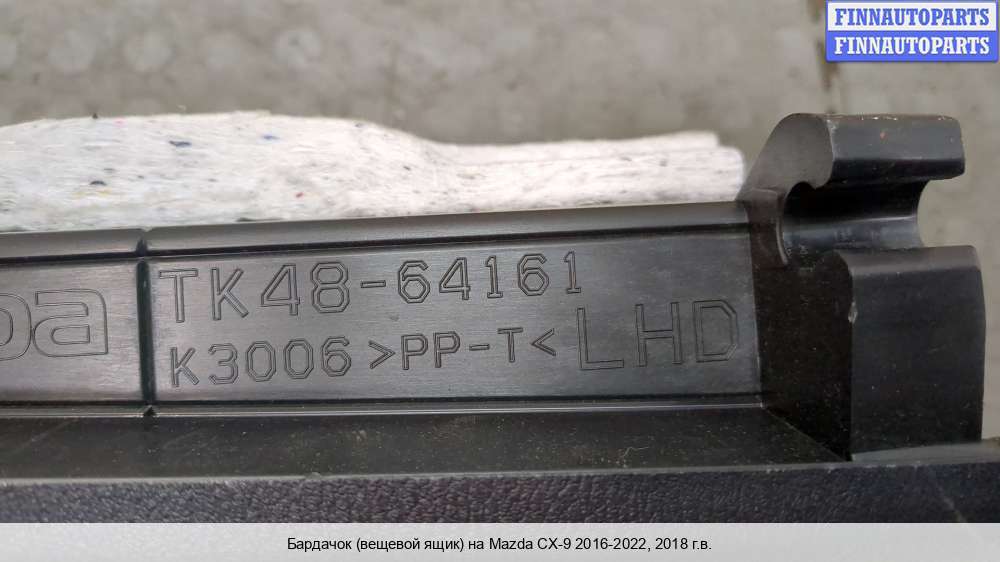 FINNAUTOPARTS
FINNAUTOPARTS
TK48-64161
K3006 >PP-T< LHD
Бардачок (вещевой ящик) на Mazda CX-9 2016-2022, 2018 г.в.